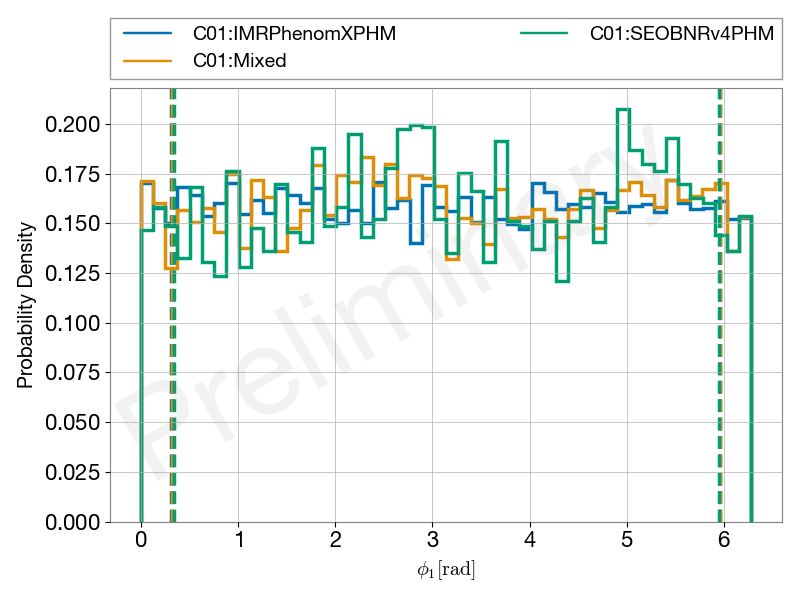 C01:IMRPhenomXPHM
C01:Mixed
C01:SEOBNRv4PHM
0.200
0.175
0.150
0.125
0.100
0.075
0.050
0.025
0.000
Probability Density
Preliminary
0 1 2 3 4 5 6
ϕ₁[rad]